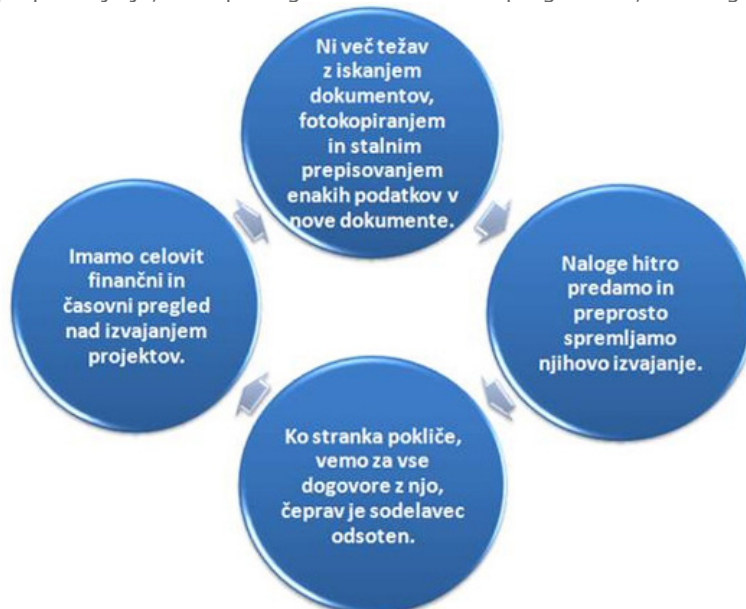 Ni več težav
z iskanjem
dokumentov,
fotokopiranjem
in stalnim
prepisovanjem
enakih podatkov v
nove dokumente.
Naloge hitro
predamo in
preprosto
spremljamo
njihovo izvajanje.
Ko stranka pokliče,
vemo za vse
dogovore z njo,
čeprav je sodelavec
odsoten.
Imamo celovit
finančni in
časovni pregled
nad izvajanjem
projektov.